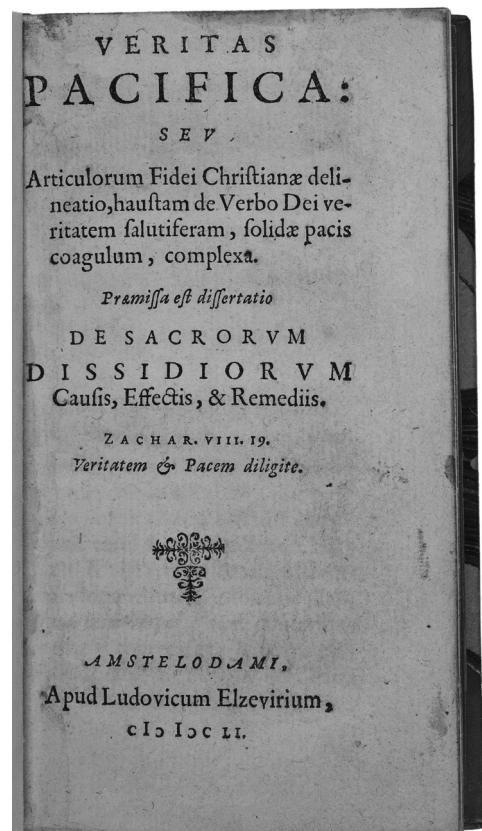 VERITAS
PACIFICA:
SEV
Articulorum Fidei Chriſtianæ deli-
neatio, hauſtam de Verbo Dei ve-
ritatem ſalutiferam, ſolidæ pacis
coagulum, complexa.
Præmiſſa eſt diſſertatio
DE SACRORVM
DISSIDIORVM
Cauſis, Effectis, & Remediis.
ZACHAR. VIII. 19.
Veritatem & Pacem diligite.
AMSTELODAMI,
Apud Ludovicum Elzevirium,
cIↄ Iↄc LI.